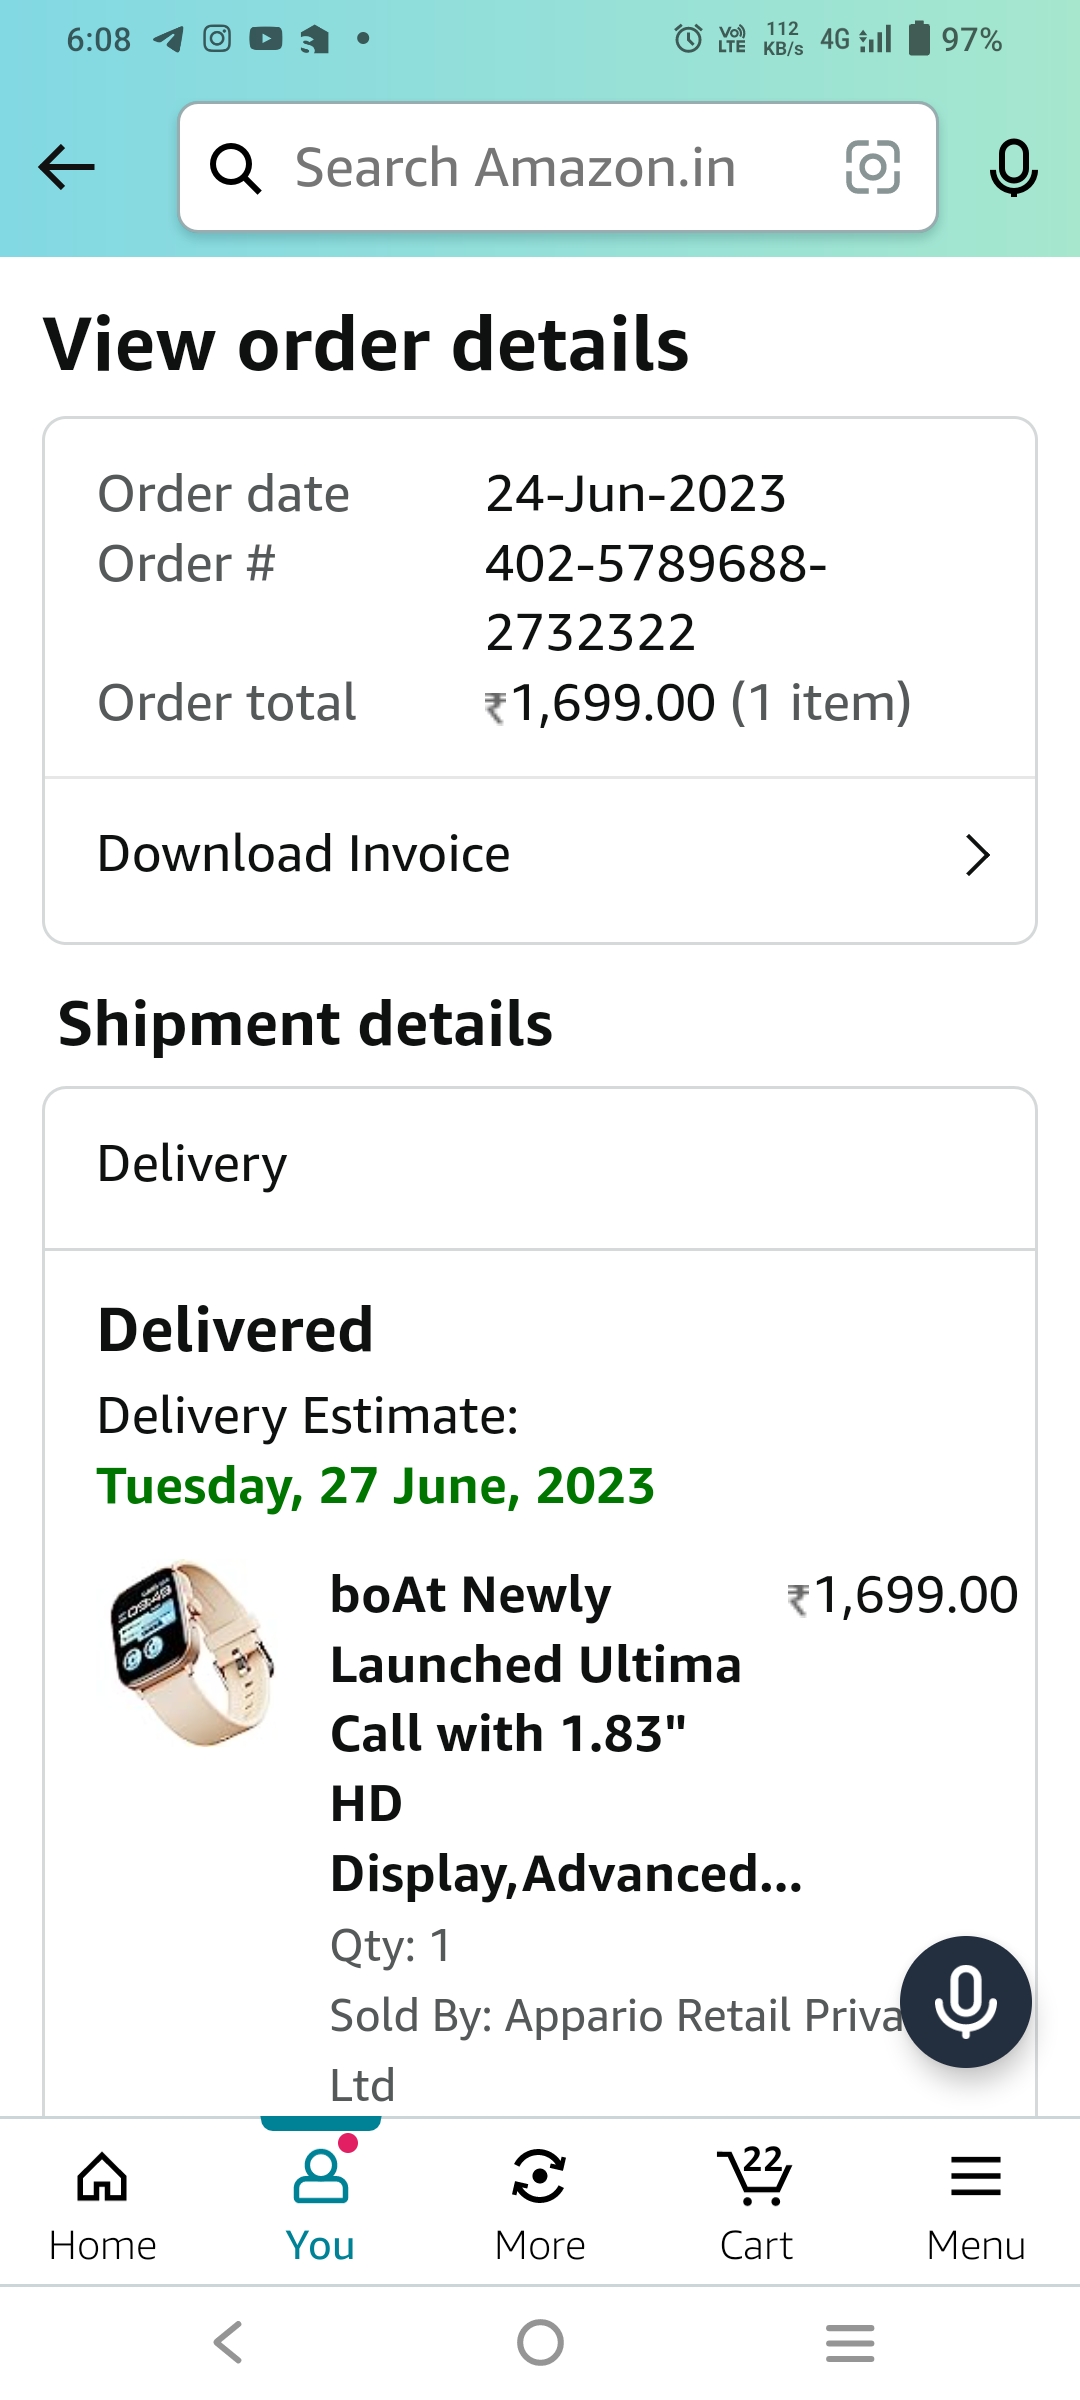 6:08
Vo)) LTE 112 KB/s 4G 97%
Search Amazon.in
View order details
Order date 24-Jun-2023
Order # 402-5789688-
2732322
Order total ₹1,699.00 (1 item)
Download Invoice
Shipment details
Delivery
Delivered
Delivery Estimate:
Tuesday, 27 June, 2023
boAt Newly ₹1,699.00
Launched Ultima
Call with 1.83"
HD
Display,Advanced...
Qty: 1
Sold By: Appario Retail Priva
Ltd
Home You More 22 Cart Menu